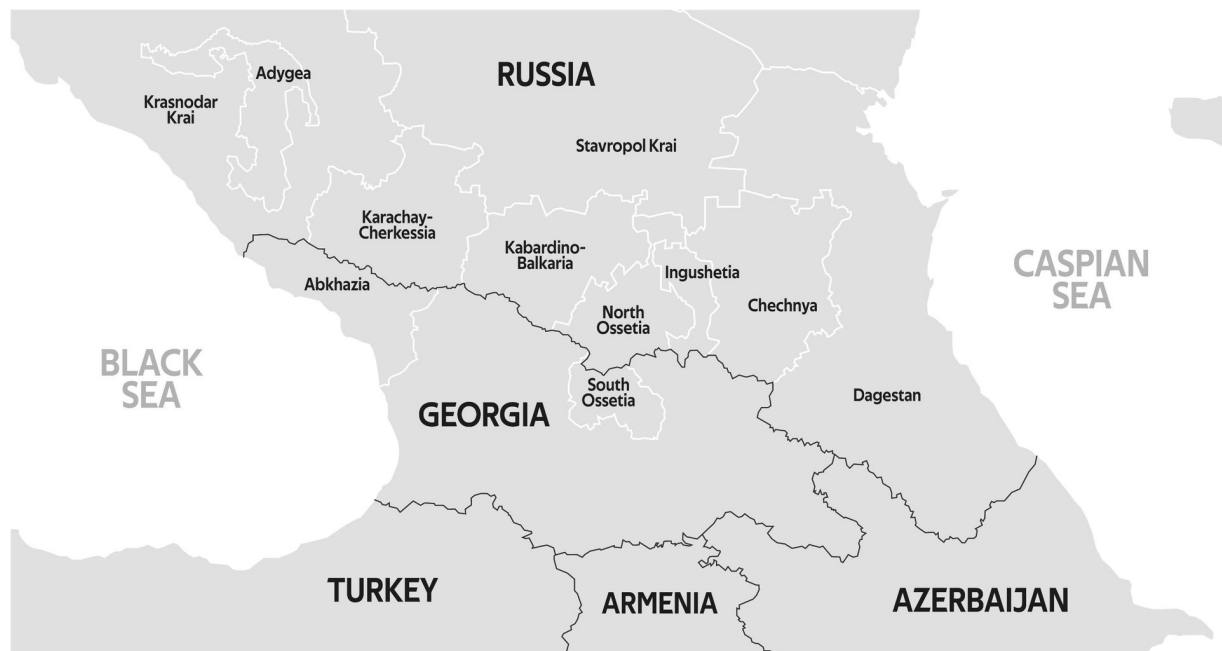 RUSSIA
Adygea
Krasnodar
Krai
Stavropol Krai
Karachay-
Cherkessia
Kabardino-
Balkaria
Ingushetia
Abkhazia
CASPIAN
SEA
Chechnya
North
Ossetia
BLACK
SEA
South
Ossetia
Dagestan
GEORGIA
TURKEY
ARMENIA
AZERBAIJAN